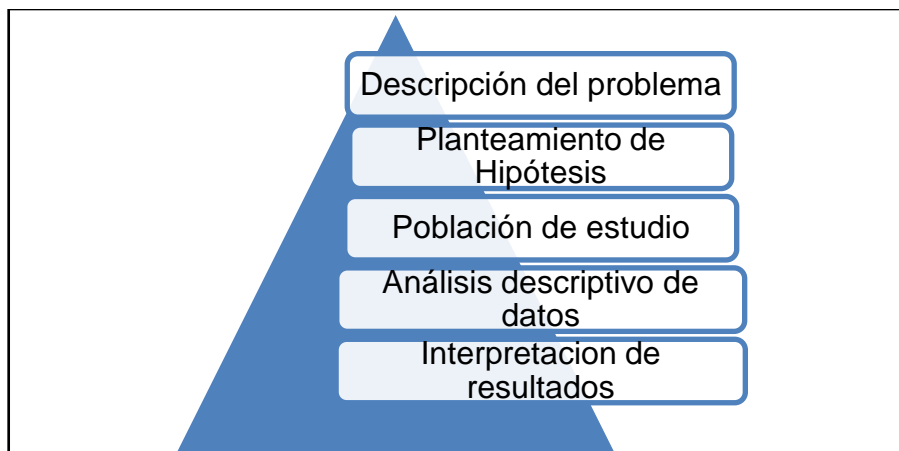 Descripción del problema
Planteamiento de
Hipótesis
Población de estudio
Análisis descriptivo de
datos
Interpretacion de
resultados